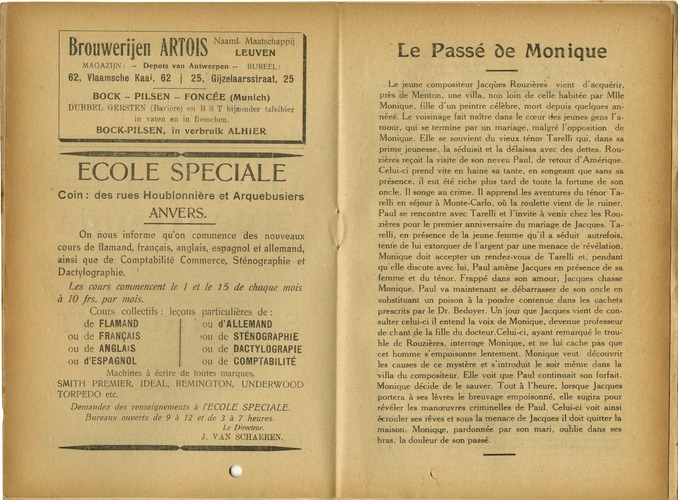 Brouwerijen ARTOIS Naaml. Maatschappij
LEUVEN
MAGAZIJN: -- Depots van Antwerpen -- BUREEL:
62, Vlaamsche Kaai, 62 | 25, Gijzelaarsstraat, 25
BOCK -- PILSEN -- FONCÉE (Munich)
DUBBEL GERSTEN (Bavière) en B S T bijzonder tafelbier
in vaten en in flesschen.
BOCK-PILSEN, in verbruik ALHIER
ECOLE SPECIALE
Coin : des rues Houblonnière et Arquebusiers
ANVERS.
On nous informe qu'on commence des nouveaux
cours de flamand, français, anglais, espagnol et allemand,
ainsi que de Comptabilité Commerce, Sténographie et
Dactylographie.
Les cours commencent le 1 et le 15 de chaque mois
à 10 frs. par mois.
Cours collectifs : leçons particulières de :
de FLAMAND | ou d'ALLEMAND
ou de FRANÇAIS | ou de STÉNOGRAPHIE
ou de ANGLAIS | ou de DACTYLOGRAPIE
ou d'ESPAGNOL | ou de COMPTABILITÉ
Machines à écrire de toutes marques,
SMITH PREMIER, IDEAL, REMINGTON, UNDERWOOD
TORPEDO etc.
Demandez des renseignements à l'ECOLE SPECIALE.
Bureaux ouverts de 9 à 12 et de 3 à 7 heures.
Le Directeur.
J. VAN SCHAEREN.
Le Passé de Monique
Le jeune compositeur Jacques Rouzières vient d'acquérir,
près de Menton, une villa, non loin de celle habitée par Mlle
Monique, fille d'un peintre célèbre, mort depuis quelques an-
nées. Le voisinage fait naître dans le cœur des jeunes gens l'a-
mour, qui se termine par un mariage, malgré l'opposition de
Monique. Elle se souvient du vieux ténor Tarelli qui, dans sa
prime jeunesse, la séduisit et la délaissa avec des dettes. Rou-
zières reçoit la visite de son neveu Paul, de retour d'Amérique.
Celui-ci prend vite en haine sa tante, en songeant que sans sa
présence, il eut été riche plus tard de toute la fortune de son
oncle. Il songe au crime. Il apprend les aventures du ténor Ta-
relli en séjour à Monte-Carlo, où la roulette vient de le ruiner.
Paul se rencontre avec Tarelli et l'invite à venir chez les Rou-
zières pour le premier anniversaire du mariage de Jacques. Ta-
relli, en présence de la jeune femme qu'il a séduit autrefois,
tente de lui extorquer de l'argent par une menace de révélation.
Monique doit accepter un rendez-vous de Tarelli et, pendant
qu'elle discute avec lui, Paul amène Jacques en présence de sa
femme et du ténor. Frappé dans son amour, Jacques chasse
Monique. Paul va maintenant se débarrasser de son oncle en
substituant un poison à la poudre contenue dans les cachets
prescrits par le Dr. Bedoyer. Un jour que Jacques vient de con-
sulter celui-ci il entend la voix de Monique, devenue professeur
de chant de la fille du docteur. Celui-ci, ayant remarqué le trou-
ble de Rouzières, interroge Monique, et ne lui cache pas que
cet homme s'empoisonne lentement. Monique veut découvrir
les causes de ce mystère et s'introduit le soir même dans la
villa du compositeur. Elle voit que Paul continuait son forfait.
Monique décide de le sauver. Tout à l'heure, lorsque Jacques
portera à ses lèvres le breuvage empoisonné, elle sugira pour
révéler les manœuvres criminelles de Paul. Celui-ci voit ainsi
écrouler ses rêves et sous la menace de Jacques il doit quitter la
maison. Monique, pardonnée par son mari, oublie dans ses
bras, la douleur de son passé.